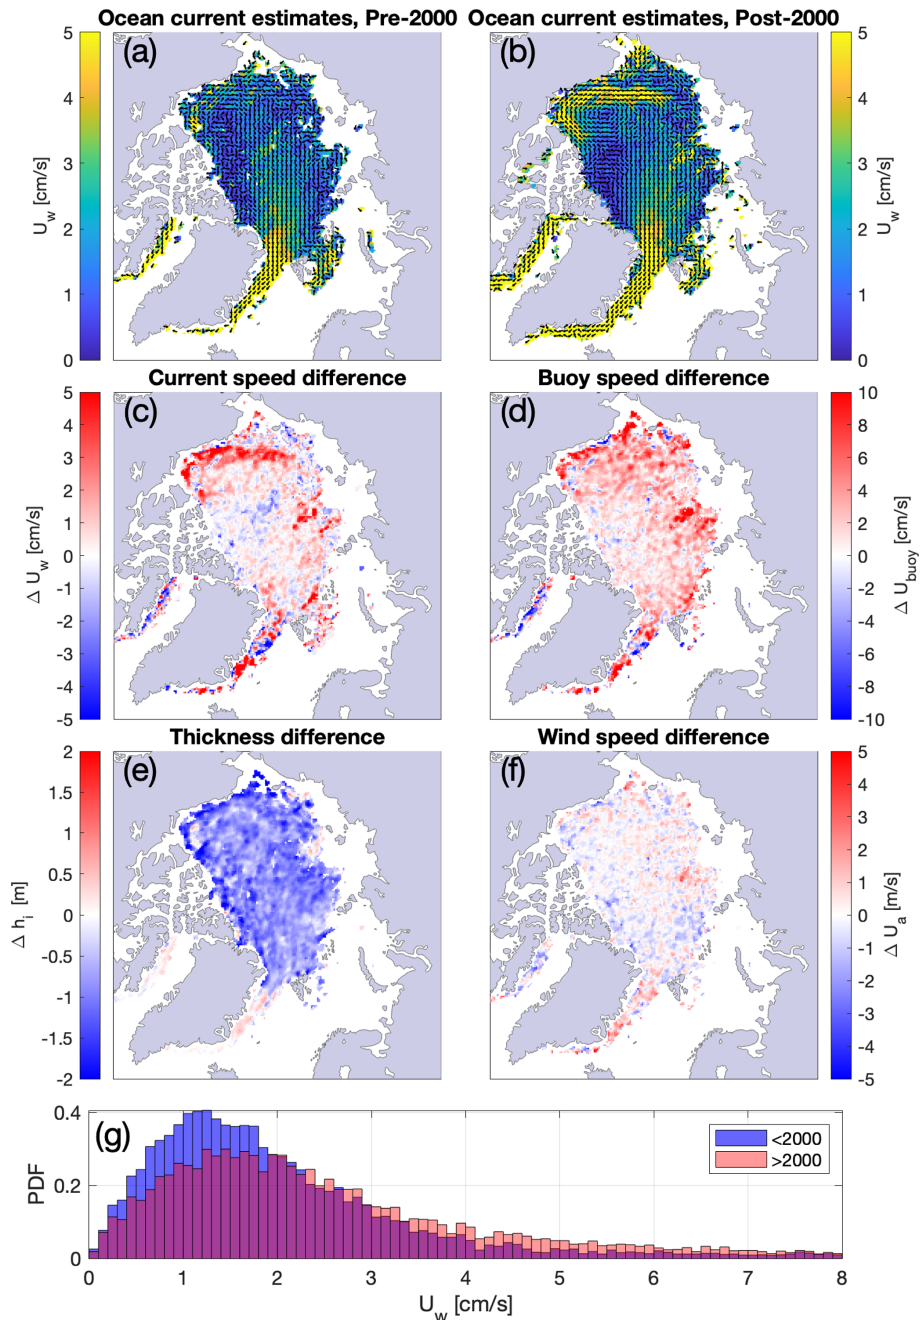 Ocean current estimates, Pre-2000
Ocean current estimates, Post-2000
(a)
(b)
5
4
3
2
1
0
U_w [cm/s]
5
4
3
2
1
0
U_w [cm/s]
Current speed difference
Buoy speed difference
(c)
(d)
5
4
3
2
1
0
-1
-2
-3
-4
-5
Δ U_w [cm/s]
10
8
6
4
2
0
-2
-4
-6
-8
-10
Δ U_buoy [cm/s]
Thickness difference
Wind speed difference
(e)
(f)
2
1.5
1
0.5
0
-0.5
-1
-1.5
-2
Δ h_i [m]
5
4
3
2
1
0
-1
-2
-3
-4
-5
Δ U_a [m/s]
(g)
0.4
0.2
0
PDF
<2000
>2000
0 1 2 3 4 5 6 7 8
U_w [cm/s]